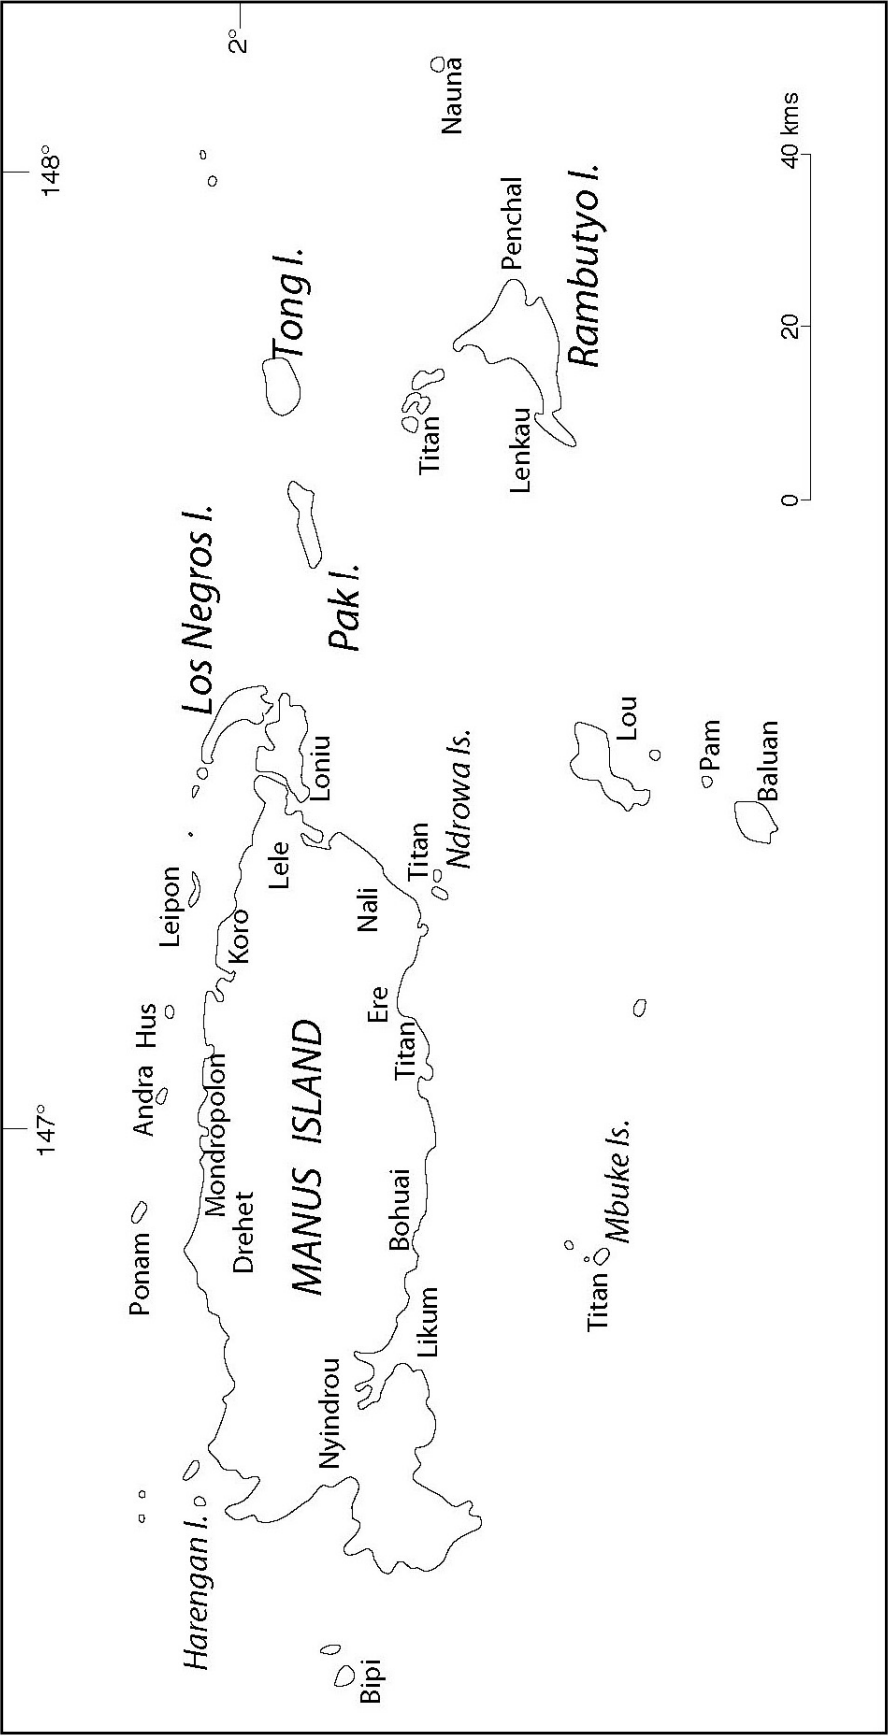 147°
148°
2°
Ponam
Andra
Hus
Leipon
Los Negros I.
Harengan I.
Mondropolon
Koro
Drehet
Lele
Tong I.
MANUS ISLAND
Loniu
Pak I.
Nyindrou
Bipi
Nali
Ere
Bohuai
Titan
Titan
Titan
Likum
Ndrowa Is.
Nauna
Lenkau
Penchal
Rambutyo I.
Titan
Mbuke Is.
Lou
Pam
Baluan
0
20
40 kms